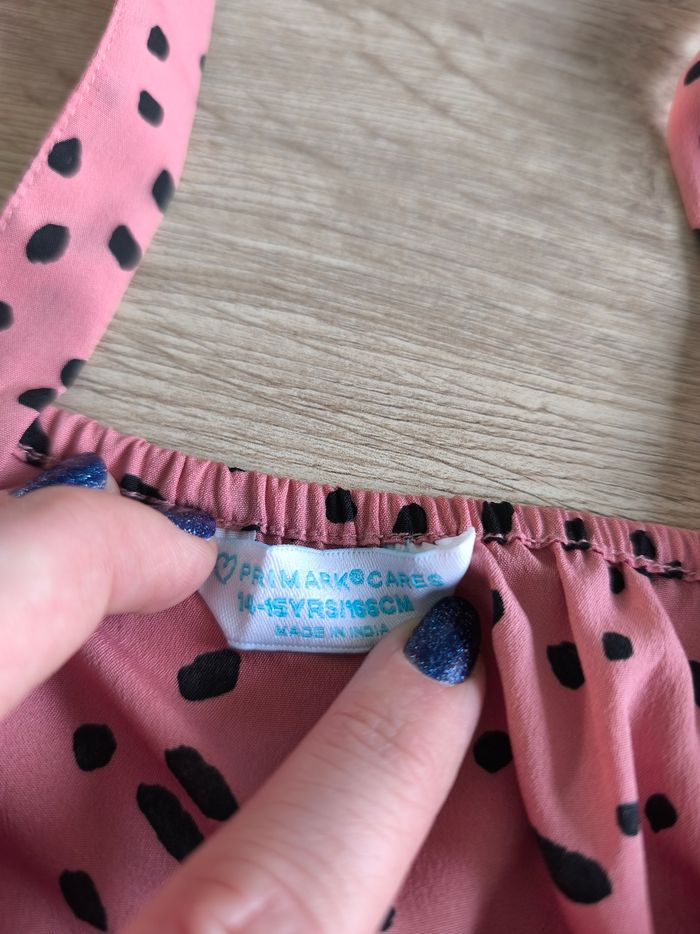 PRIMARK® CARES
14-15YRS/166CM
MADE IN INDIA